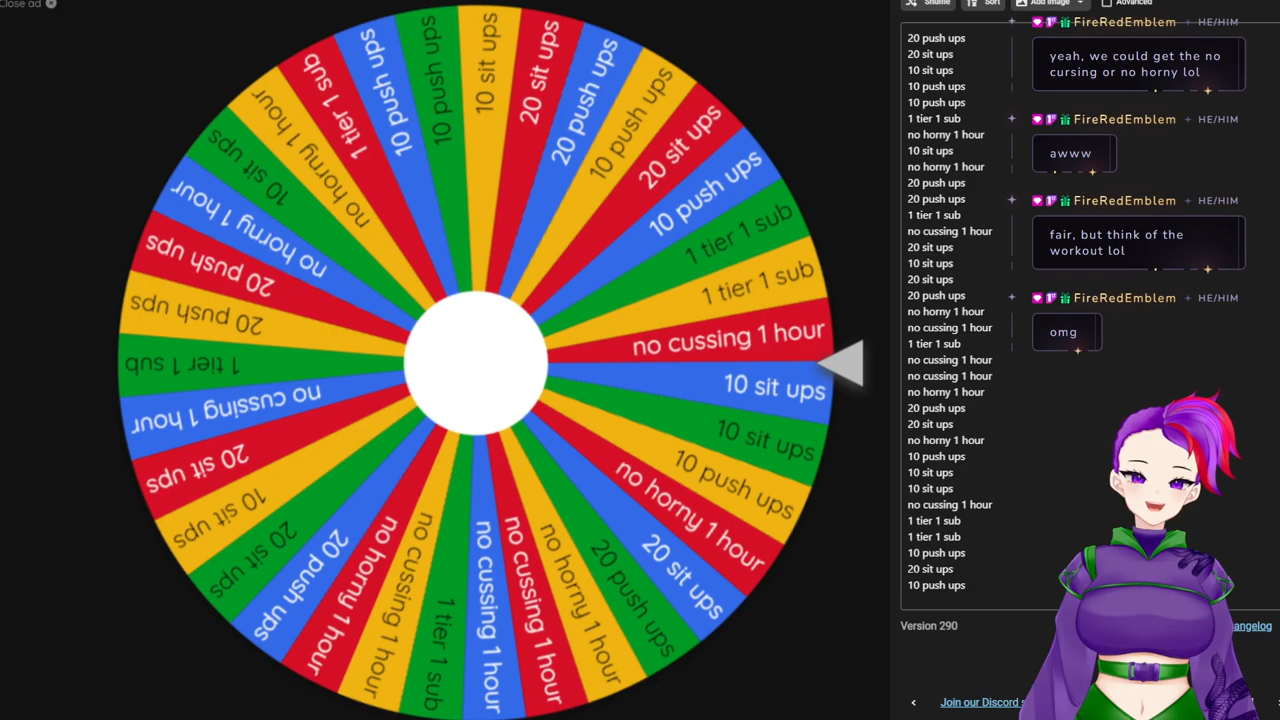 Close ad
Shuffle
Sort
Add image
Advanced
10 sit ups
20 sit ups
20 push ups
10 push ups
20 sit ups
10 push ups
1 tier 1 sub
1 tier 1 sub
no cussing 1 hour
10 sit ups
10 sit ups
10 push ups
no horny 1 hour
20 sit ups
20 push ups
no horny 1 hour
no cussing 1 hour
no cussing 1 hour
1 tier 1 sub
no cussing 1 hour
no horny 1 hour
20 push ups
20 sit ups
10 sit ups
20 sit ups
no cussing 1 hour
1 tier 1 sub
20 push ups
20 push ups
no horny 1 hour
10 sit ups
no horny 1 hour
1 tier 1 sub
10 push ups
10 push ups
20 push ups
20 sit ups
10 sit ups
10 push ups
10 push ups
1 tier 1 sub
no horny 1 hour
10 sit ups
no horny 1 hour
20 push ups
20 push ups
1 tier 1 sub
no cussing 1 hour
20 sit ups
10 sit ups
20 sit ups
20 push ups
no horny 1 hour
no cussing 1 hour
1 tier 1 sub
no cussing 1 hour
no cussing 1 hour
no horny 1 hour
20 push ups
20 sit ups
no horny 1 hour
10 push ups
10 sit ups
10 sit ups
no cussing 1 hour
1 tier 1 sub
1 tier 1 sub
10 push ups
20 sit ups
10 push ups
FireRedEmblem HE/HIM
yeah, we could get the no
cursing or no horny lol
FireRedEmblem HE/HIM
awww
FireRedEmblem HE/HIM
fair, but think of the
workout lol
FireRedEmblem HE/HIM
omg
Version 290
angelog
Join our Discord